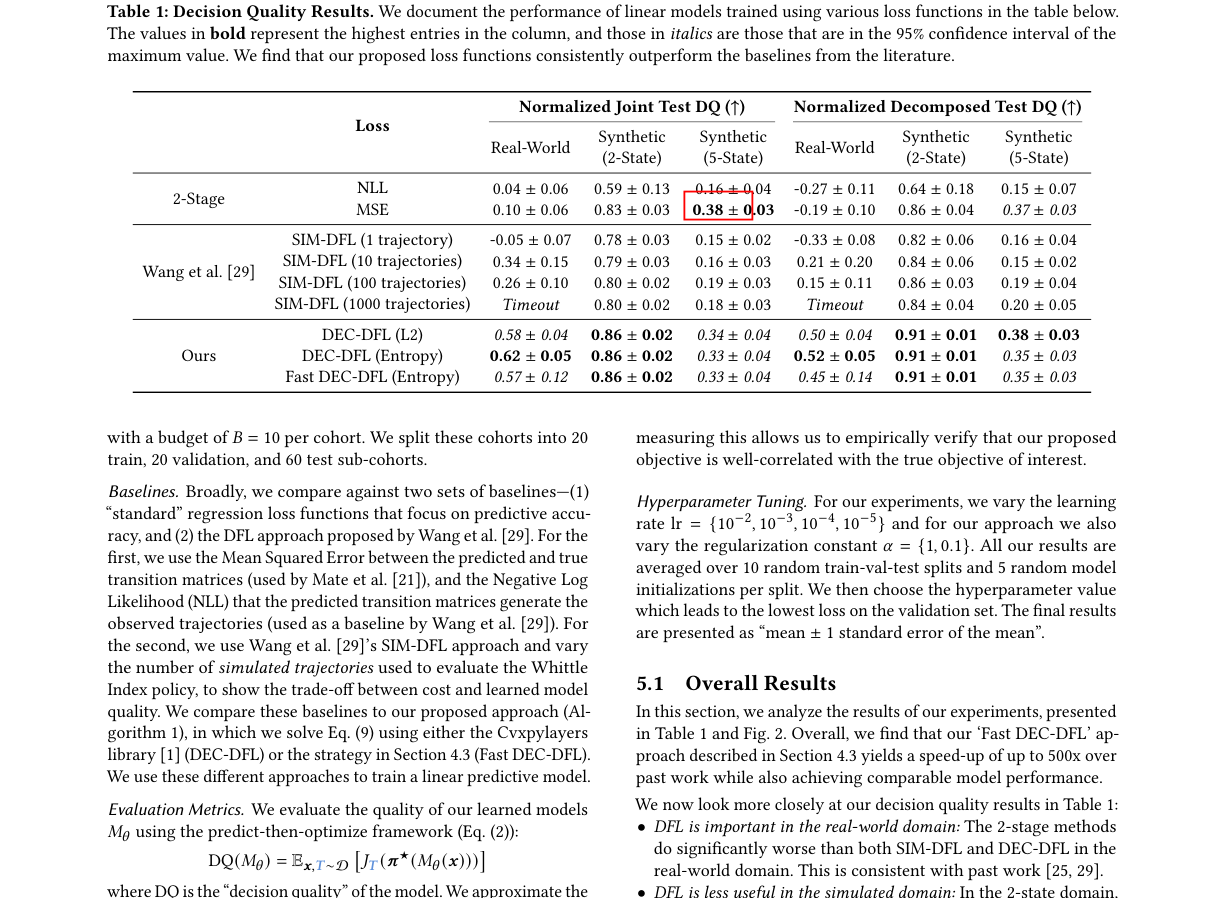 Table 1: Decision Quality Results. We document the performance of linear models trained using various loss functions in the table below.
The values in bold represent the highest entries in the column, and those in italics are those that are in the 95% confidence interval of the
maximum value. We find that our proposed loss functions consistently outperform the baselines from the literature.
Loss Normalized Joint Test DQ (↑) Normalized Decomposed Test DQ (↑)
Real-World Synthetic (2-State) Synthetic (5-State) Real-World Synthetic (2-State) Synthetic (5-State)
2-Stage NLL 0.04 ± 0.06 0.59 ± 0.13 0.16 ± 0.04 -0.27 ± 0.11 0.64 ± 0.18 0.15 ± 0.07
MSE 0.10 ± 0.06 0.83 ± 0.03 0.38 ± 0.03 -0.19 ± 0.10 0.86 ± 0.04 0.37 ± 0.03
Wang et al. [29] SIM-DFL (1 trajectory) -0.05 ± 0.07 0.78 ± 0.03 0.15 ± 0.02 -0.33 ± 0.08 0.82 ± 0.06 0.16 ± 0.04
SIM-DFL (10 trajectories) 0.34 ± 0.15 0.79 ± 0.03 0.16 ± 0.03 0.21 ± 0.20 0.84 ± 0.06 0.15 ± 0.02
SIM-DFL (100 trajectories) 0.26 ± 0.10 0.80 ± 0.02 0.19 ± 0.03 0.15 ± 0.11 0.86 ± 0.03 0.19 ± 0.04
SIM-DFL (1000 trajectories) Timeout 0.80 ± 0.02 0.18 ± 0.03 Timeout 0.84 ± 0.04 0.20 ± 0.05
Ours DEC-DFL (L2) 0.58 ± 0.04 0.86 ± 0.02 0.34 ± 0.04 0.50 ± 0.04 0.91 ± 0.01 0.38 ± 0.03
DEC-DFL (Entropy) 0.62 ± 0.05 0.86 ± 0.02 0.33 ± 0.04 0.52 ± 0.05 0.91 ± 0.01 0.35 ± 0.03
Fast DEC-DFL (Entropy) 0.57 ± 0.12 0.86 ± 0.02 0.33 ± 0.04 0.45 ± 0.14 0.91 ± 0.01 0.35 ± 0.03
with a budget of B = 10 per cohort. We split these cohorts into 20
train, 20 validation, and 60 test sub-cohorts.
Baselines. Broadly, we compare against two sets of baselines—(1)
“standard” regression loss functions that focus on predictive accu-
racy, and (2) the DFL approach proposed by Wang et al. [29]. For the
first, we use the Mean Squared Error between the predicted and true
transition matrices (used by Mate et al. [21]), and the Negative Log
Likelihood (NLL) that the predicted transition matrices generate the
observed trajectories (used as a baseline by Wang et al. [29]). For
the second, we use Wang et al. [29]’s SIM-DFL approach and vary
the number of simulated trajectories used to evaluate the Whittle
Index policy, to show the trade-off between cost and learned model
quality. We compare these baselines to our proposed approach (Al-
gorithm 1), in which we solve Eq. (9) using either the Cvxpylayers
library [1] (DEC-DFL) or the strategy in Section 4.3 (Fast DEC-DFL).
We use these different approaches to train a linear predictive model.
Evaluation Metrics. We evaluate the quality of our learned models
Mθ using the predict-then-optimize framework (Eq. (2)):
DQ(Mθ) = 𝔼x,T∼𝒟 [JT(π★(Mθ(x)))]
where DQ is the “decision quality” of the model. We approximate the
measuring this allows us to empirically verify that our proposed
objective is well-correlated with the true objective of interest.
Hyperparameter Tuning. For our experiments, we vary the learning
rate lr = {10⁻², 10⁻³, 10⁻⁴, 10⁻⁵} and for our approach we also
vary the regularization constant α = {1, 0.1}. All our results are
averaged over 10 random train-val-test splits and 5 random model
initializations per split. We then choose the hyperparameter value
which leads to the lowest loss on the validation set. The final results
are presented as “mean ± 1 standard error of the mean”.
5.1 Overall Results
In this section, we analyze the results of our experiments, presented
in Table 1 and Fig. 2. Overall, we find that our ‘Fast DEC-DFL’ ap-
proach described in Section 4.3 yields a speed-up of up to 500x over
past work while also achieving comparable model performance.
We now look more closely at our decision quality results in Table 1:
• DFL is important in the real-world domain: The 2-stage methods
do significantly worse than both SIM-DFL and DEC-DFL in the
real-world domain. This is consistent with past work [25, 29].
• DFL is less useful in the simulated domain: In the 2-state domain,